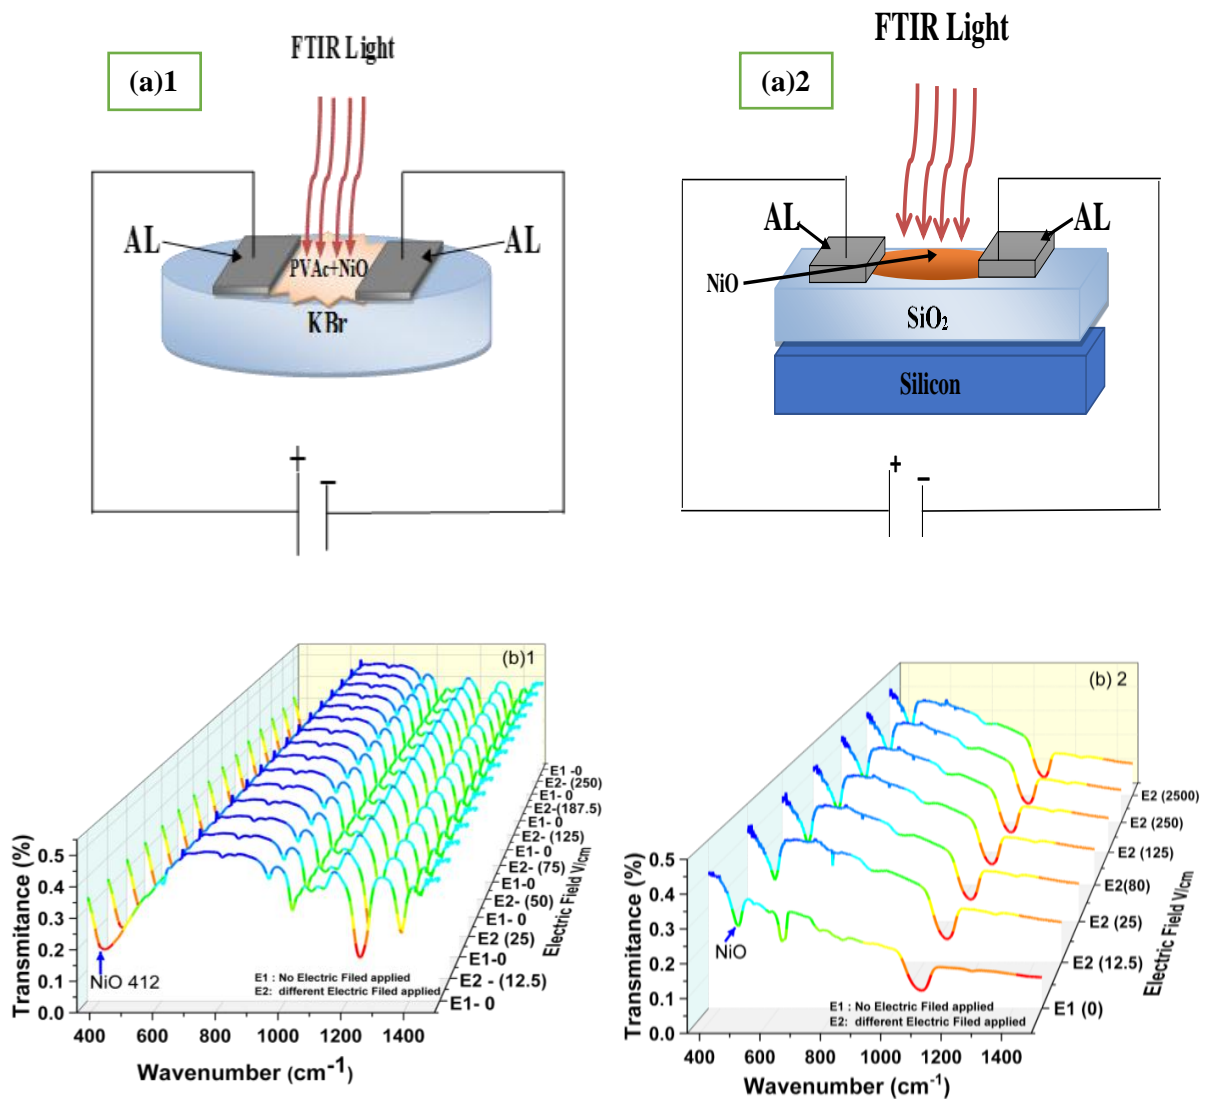 FTIR Light
(a)1
AL
AL
PVAc+NiO
KBr
+
-
FTIR Light
(a)2
AL
AL
NiO
SiO₂
Silicon
+
-
(b)1
Transmitance (%)
0.5
0.4
0.3
0.2
0.1
0.0
NiO 412
E1 : No Electric Filed applied
E2: different Electric Filed applied
400 600 800 1000 1200 1400
Wavenumber (cm⁻¹)
E1 -0
E2- (250)
E1- 0
E2-(187.5)
E1- 0
E2- (125)
E1- 0
E2- (75)
E1-0
E2- (50)
E1- 0
E2 (25)
E1-0
E2 - (12.5)
E1- 0
Electric Field V/cm
(b) 2
Transmitance (%)
0.5
0.4
0.3
0.2
0.1
0.0
NiO
E1 : No Electric Filed applied
E2: different Electric Filed applied
400 600 800 1000 1200 1400
Wavenumber (cm⁻¹)
E2 (2500)
E2 (250)
E2 (125)
E2(80)
E2 (25)
E2 (12.5)
E1 (0)
Electric Field V/cm